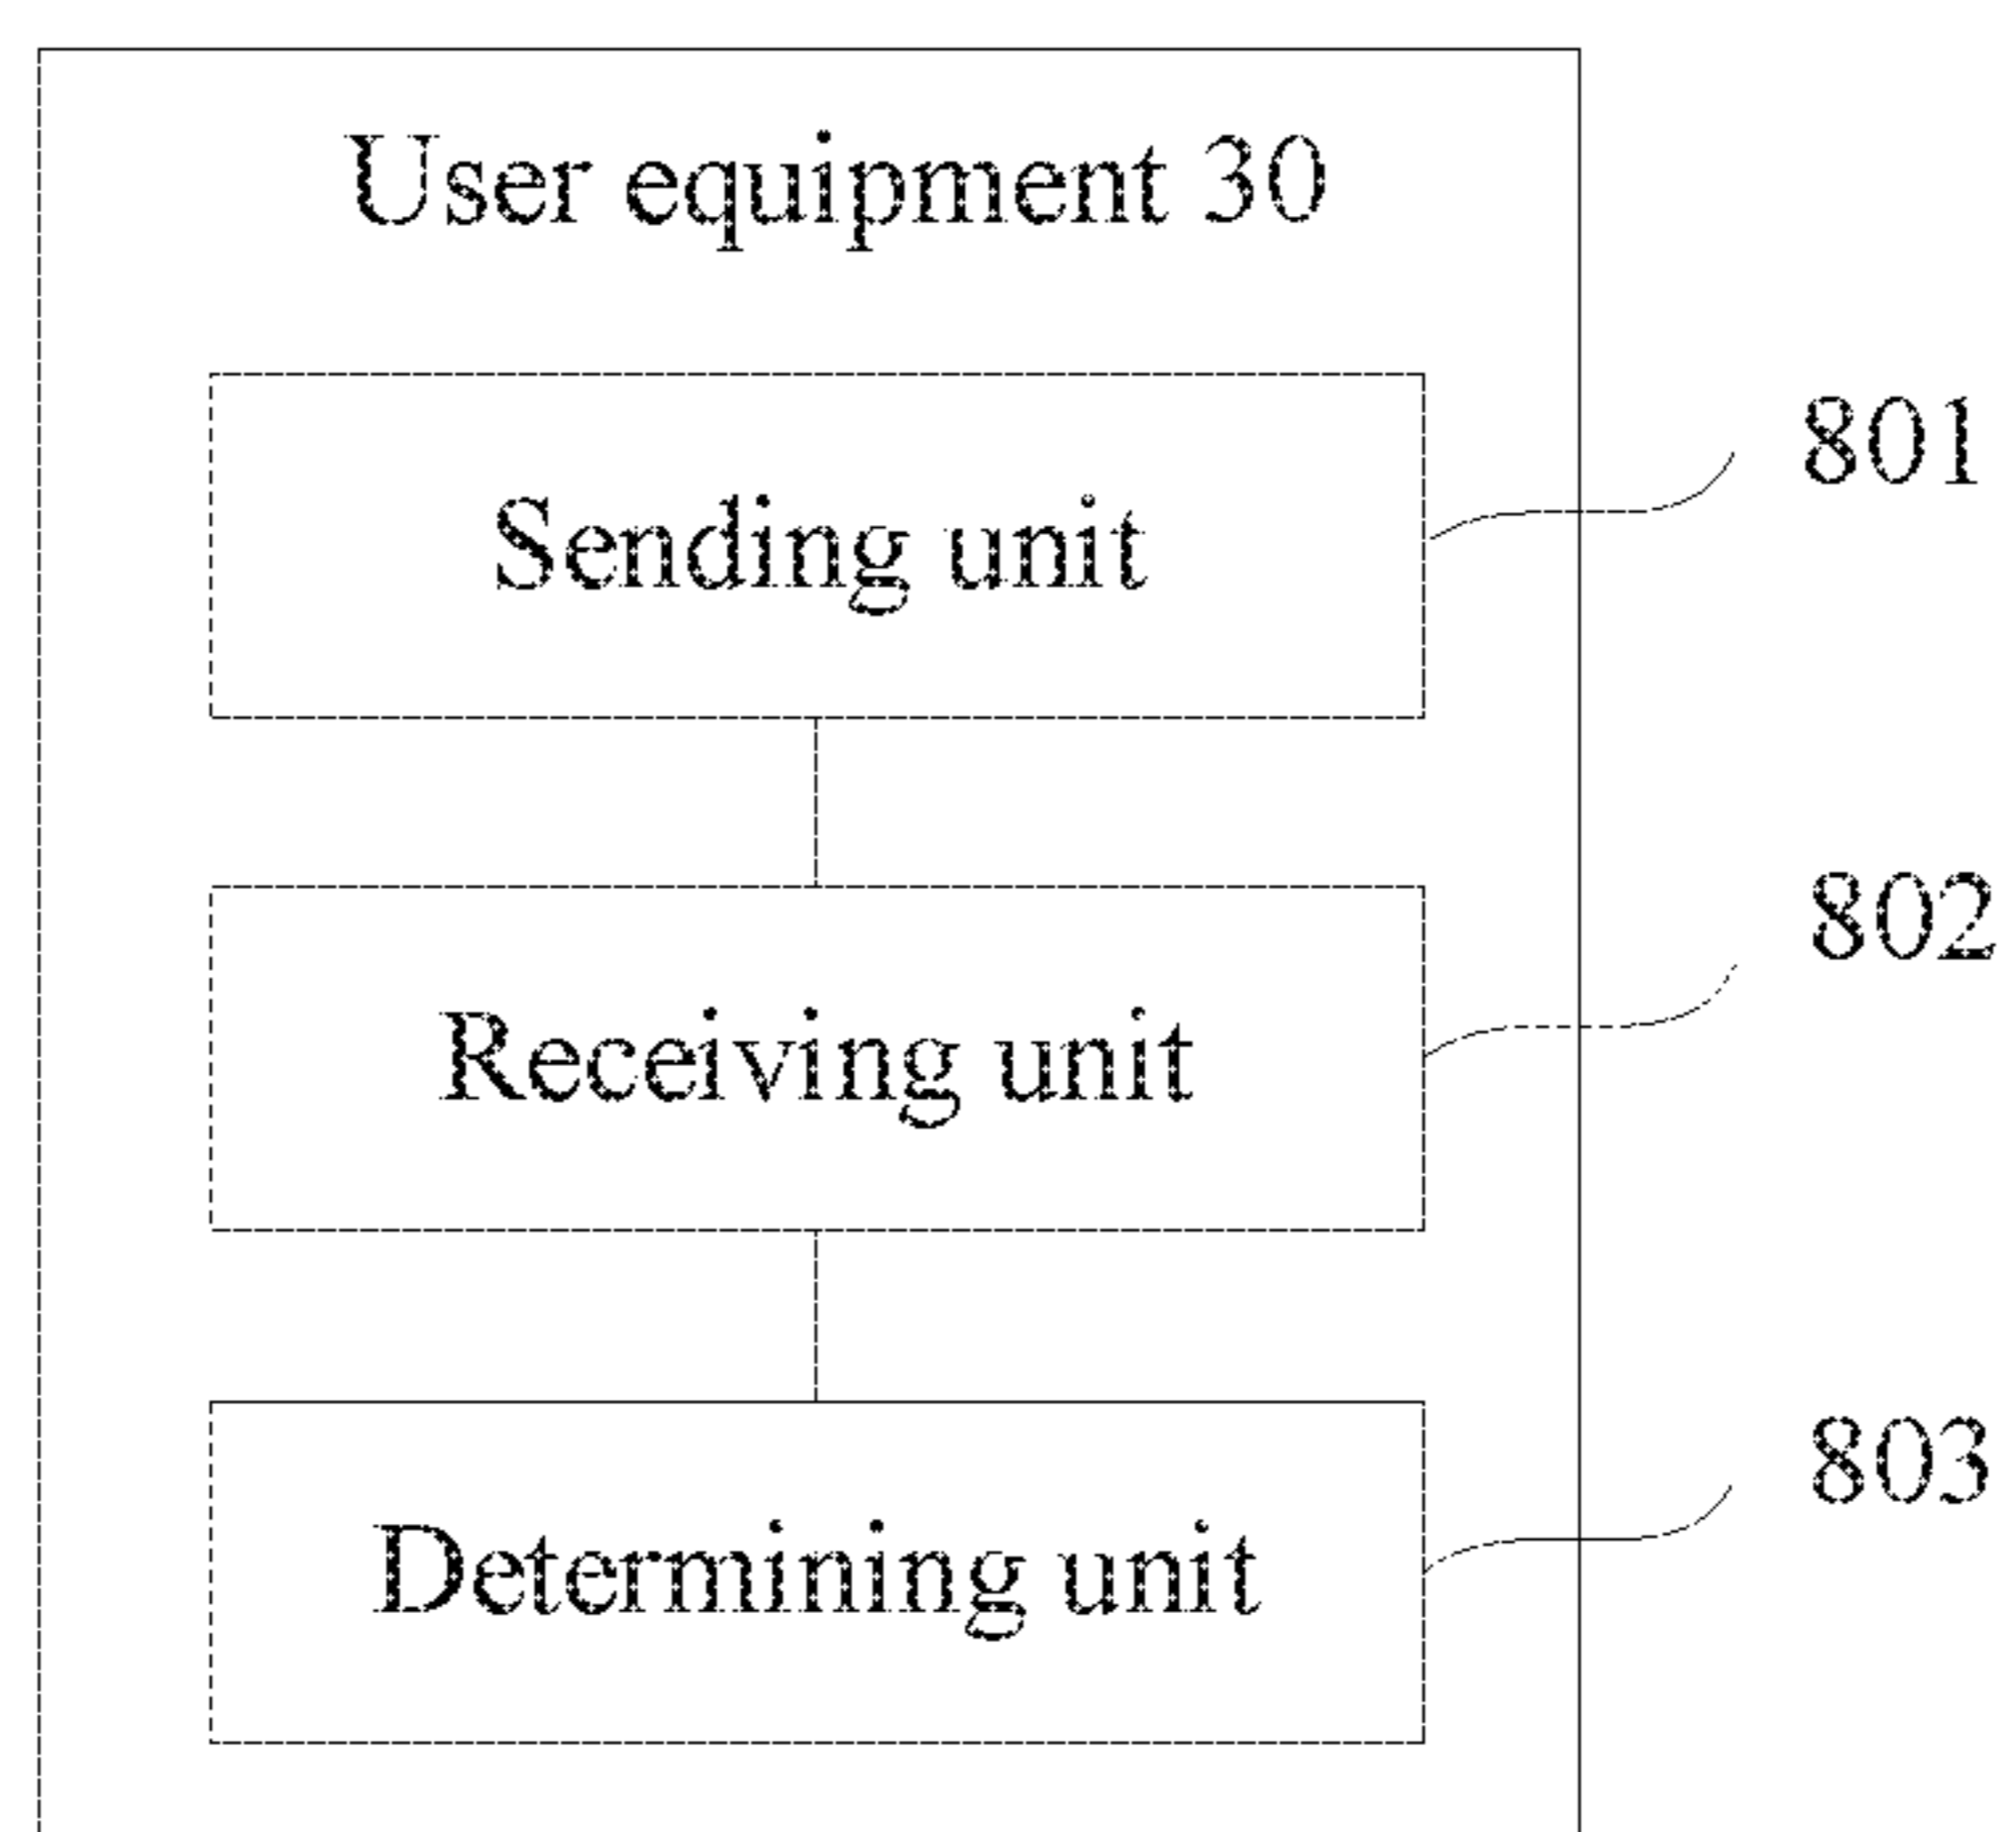 User equipment 30
801
Sending unit
802
Receiving unit
803
Determining unit